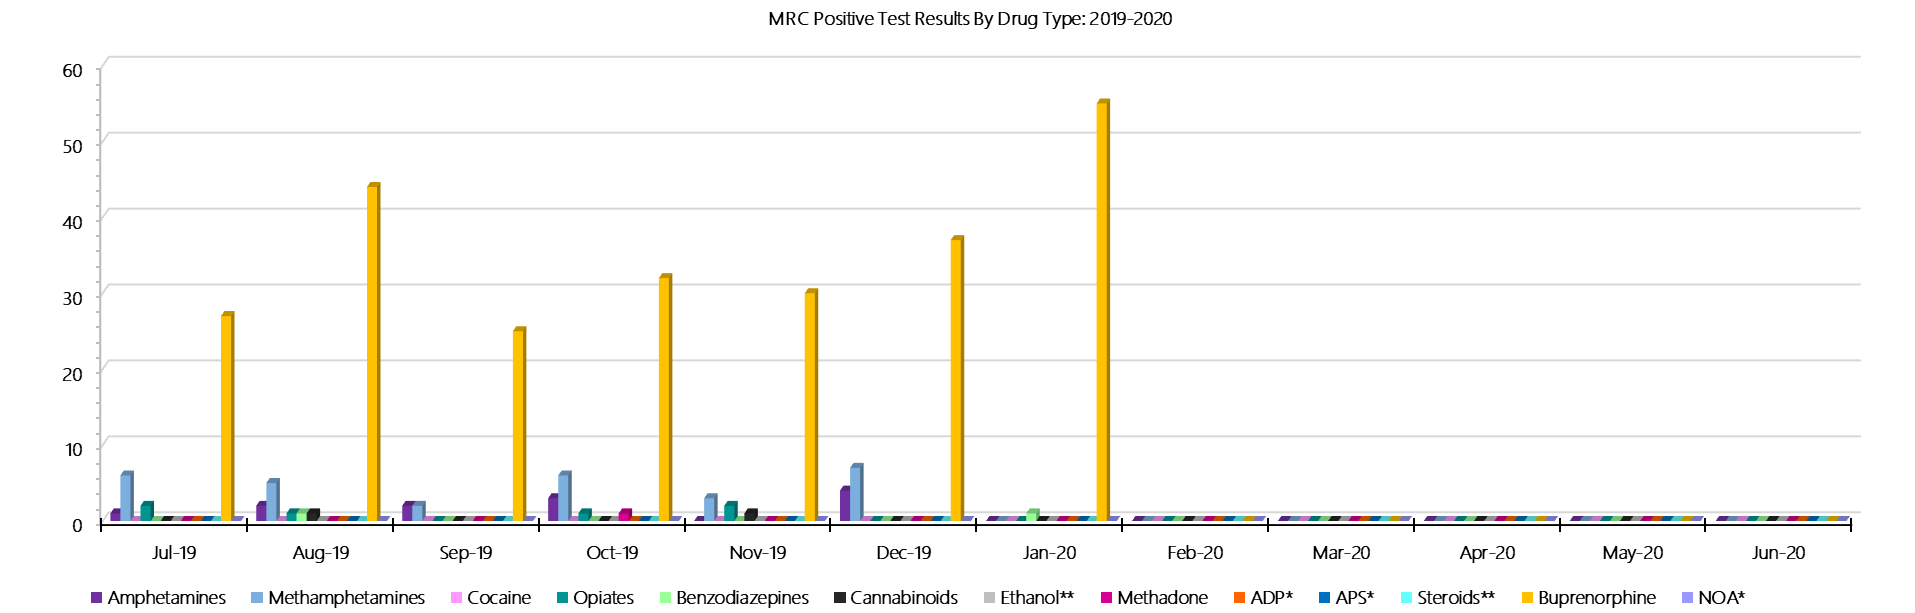 MRC Positive Test Results By Drug Type: 2019-2020
60
50
40
30
20
10
0
Jul-19 Aug-19 Sep-19 Oct-19 Nov-19 Dec-19 Jan-20 Feb-20 Mar-20 Apr-20 May-20 Jun-20
Amphetamines Methamphetamines Cocaine Opiates Benzodiazepines Cannabinoids Ethanol** Methadone ADP* APS* Steroids** Buprenorphine NOA*